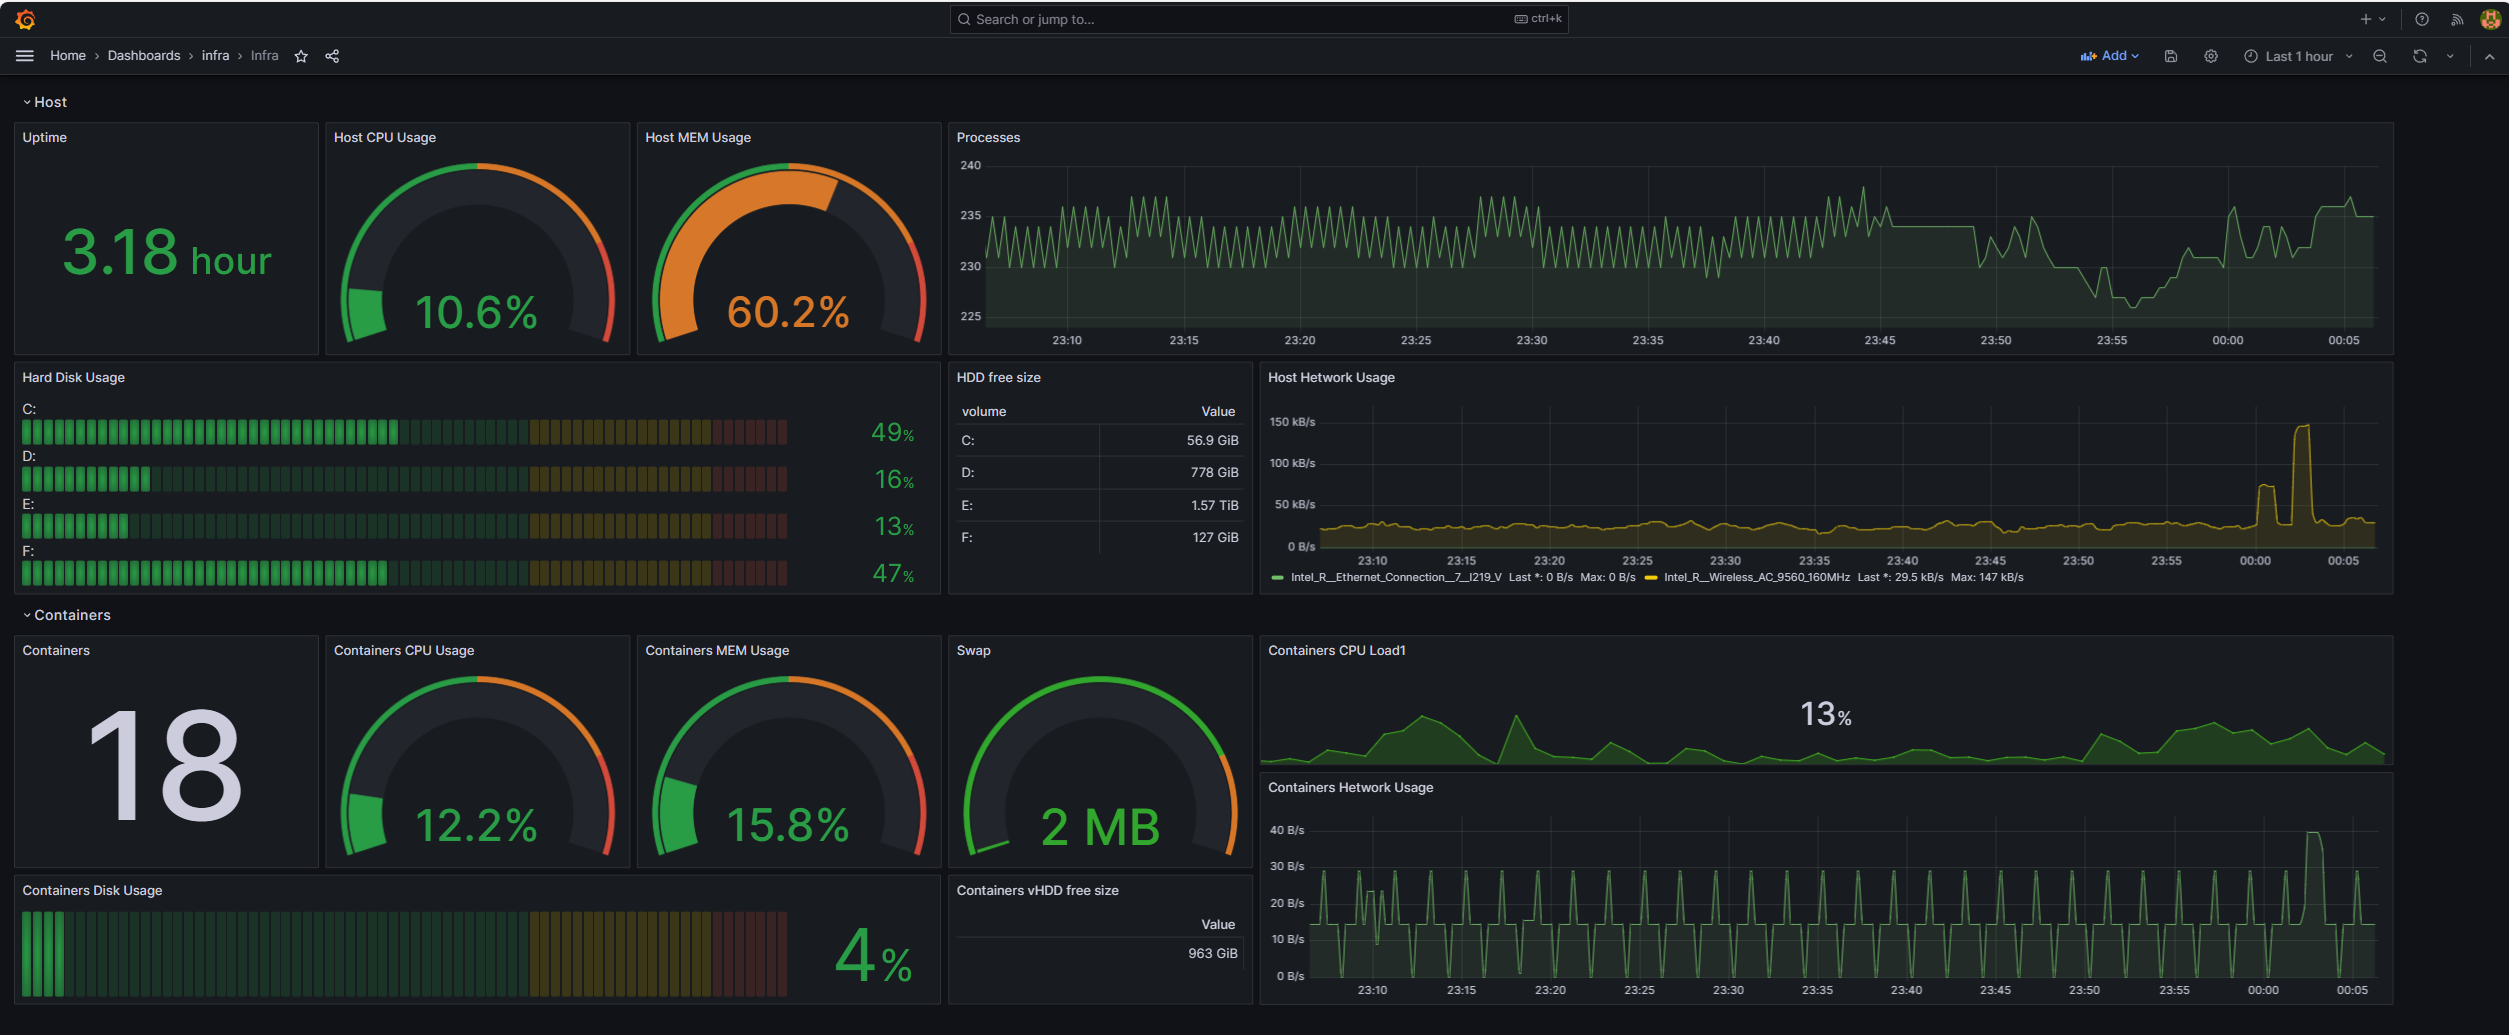 Search or jump to...
ctrl+k
Home › Dashboards › infra › Infra
Add
Last 1 hour
Host
Uptime
3.18 hour
Host CPU Usage
10.6%
Host MEM Usage
60.2%
Processes
240
235
230
225
23:10 23:15 23:20 23:25 23:30 23:35 23:40 23:45 23:50 23:55 00:00 00:05
Hard Disk Usage
C:
49%
D:
16%
E:
13%
F:
47%
HDD free size
volume Value
C: 56.9 GiB
D: 778 GiB
E: 1.57 TiB
F: 127 GiB
Host Hetwork Usage
150 kB/s
100 kB/s
50 kB/s
0 B/s
23:10 23:15 23:20 23:25 23:30 23:35 23:40 23:45 23:50 23:55 00:00 00:05
Intel_R__Ethernet_Connection__7__I219_V Last *: 0 B/s Max: 0 B/s Intel_R__Wireless_AC_9560_160MHz Last *: 29.5 kB/s Max: 147 kB/s
Containers
Containers
18
Containers CPU Usage
12.2%
Containers MEM Usage
15.8%
Swap
2 MB
Containers CPU Load1
13%
Containers Disk Usage
4%
Containers vHDD free size
Value
963 GiB
Containers Hetwork Usage
40 B/s
30 B/s
20 B/s
10 B/s
0 B/s
23:10 23:15 23:20 23:25 23:30 23:35 23:40 23:45 23:50 23:55 00:00 00:05